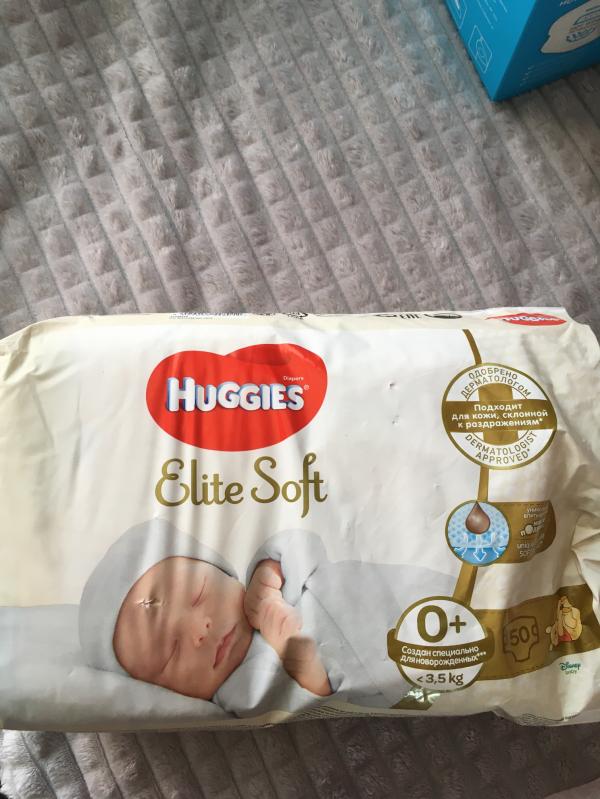 Diapers
HUGGIES®
Elite Soft
ОДОБРЕНО
ДЕРМАТОЛОГОМ
Подходит
для кожи, склонной
к раздражениям*
DERMATOLOGIST
APPROVED*
0+
Создан специально
для новорожденных***
<3,5 kg
50
Disney
baby